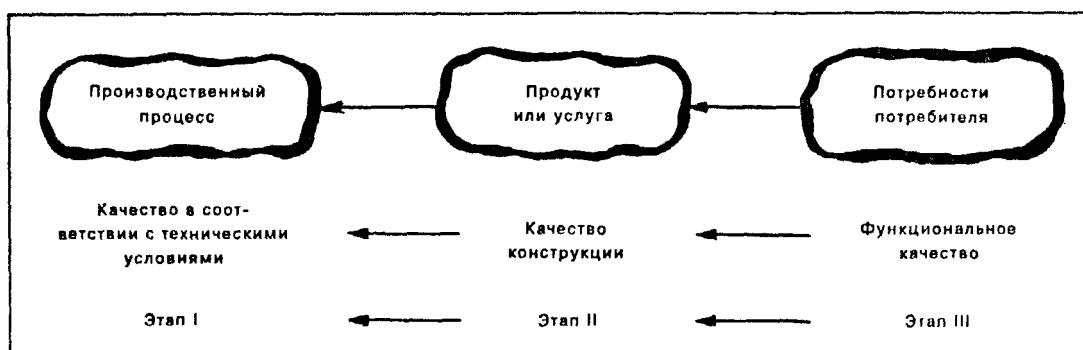 Производственный
процесс
Продукт
или услуга
Потребности
потребителя
Качество в соот-
ветствии с техническими
условиями
Качество
конструкции
Функциональное
качество
Этап I
Этап II
Этап III